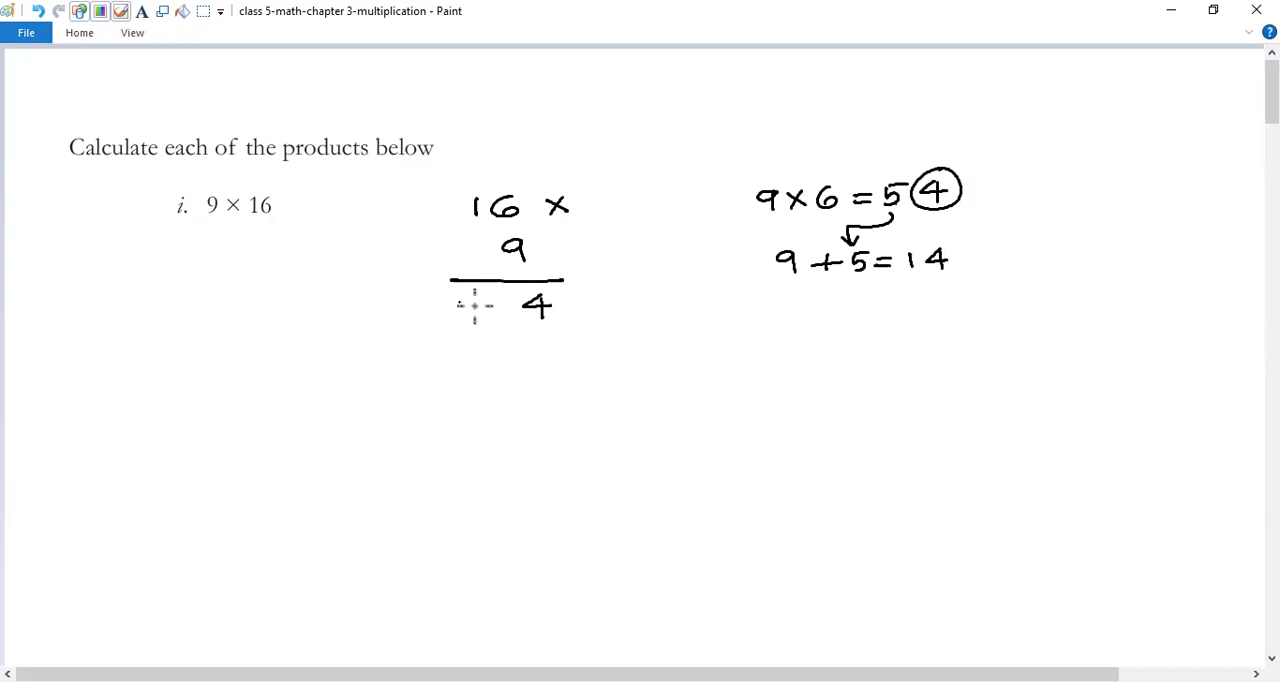 class 5-math-chapter 3-multiplication - Paint
File Home View
Calculate each of the products below
i. 9 × 16
16 ×
9
4
9 × 6 = 54
9 + 5 = 14